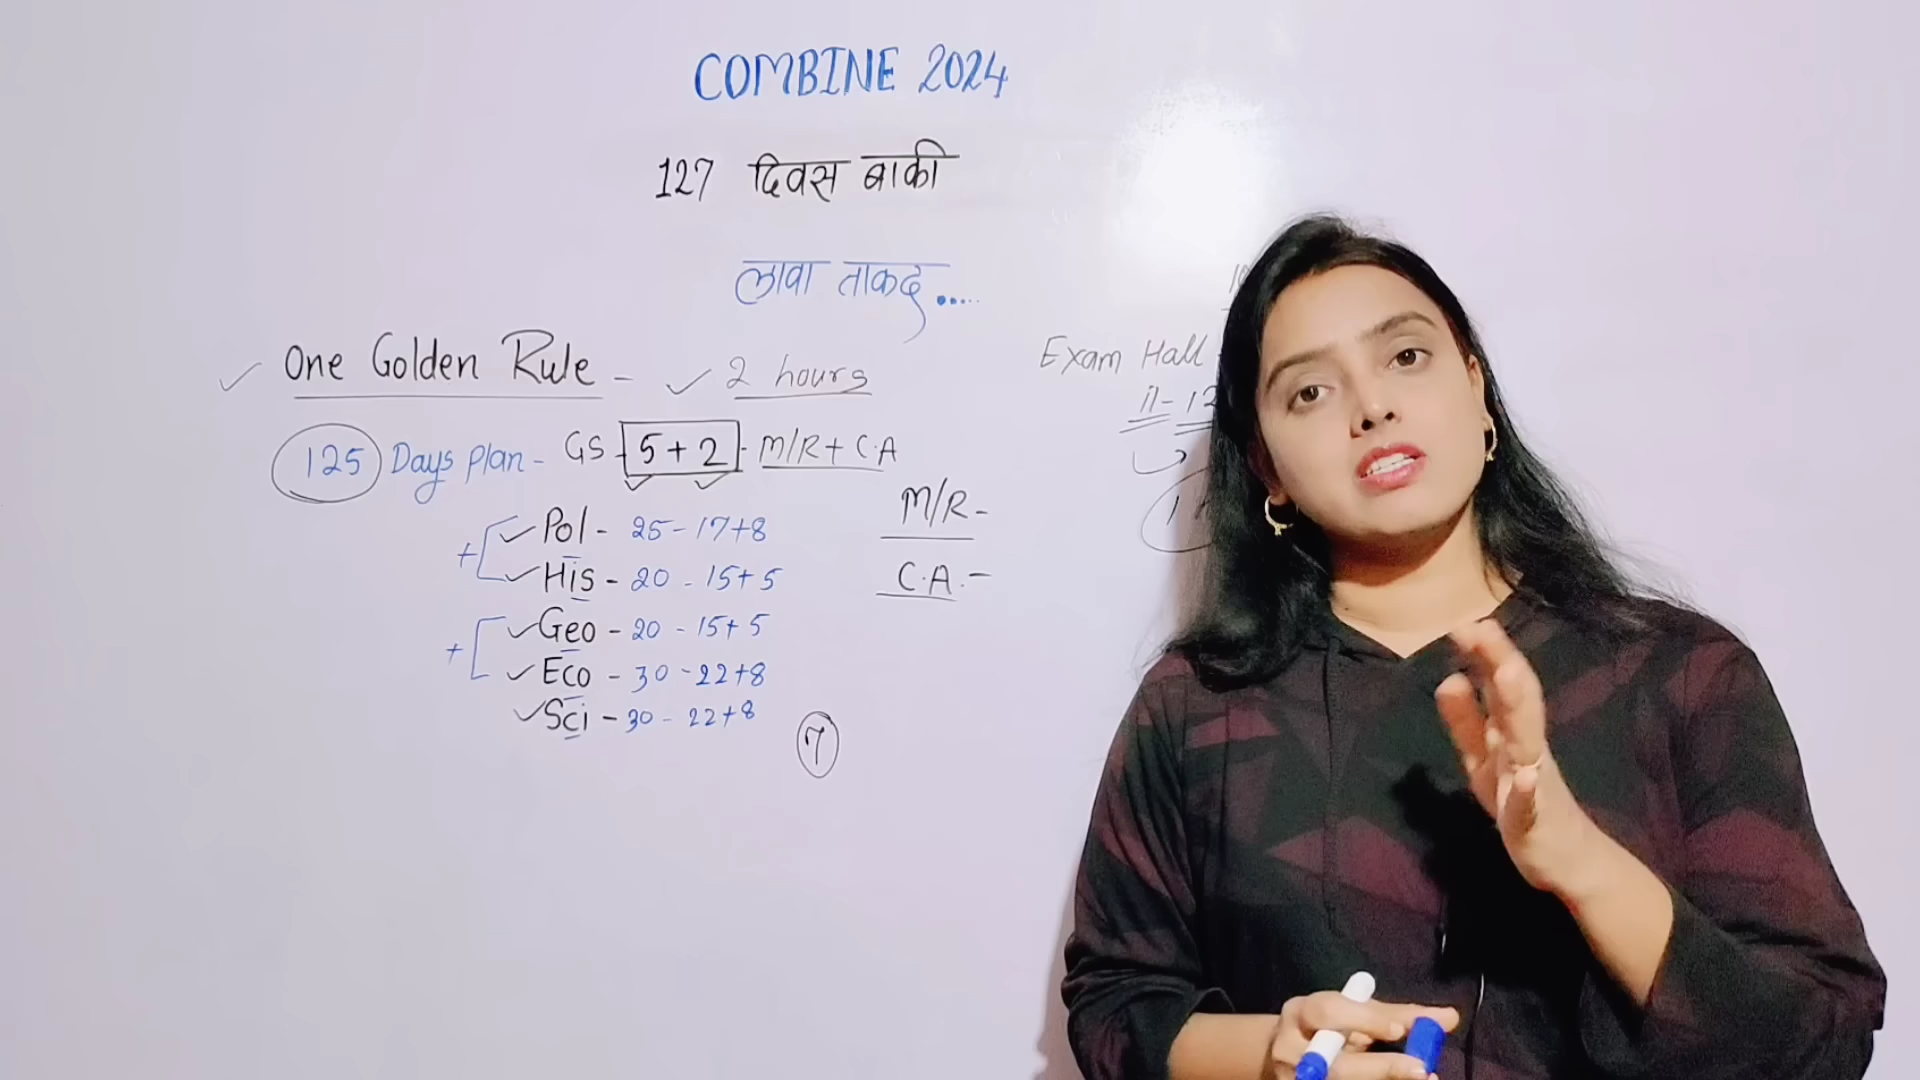 COMBINE 2024
127 दिवस बाकी
लावा ताकद.....
One Golden Rule - 2 hours
125 Days plan - GS - 5+2 - M/R + C.A
Pol - 25 - 17+8
His - 20 - 15+5
Geo - 20 - 15+5
Eco - 30 - 22+8
Sci - 30 - 22+8
7
M/R -
C.A. -
Exam Hall
11-12